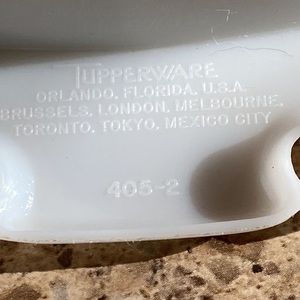 TUPPERWARE
ORLANDO, FLORIDA, U.S.A.
BRUSSELS, LONDON, MELBOURNE,
TORONTO, TOKYO, MEXICO CITY
405-2